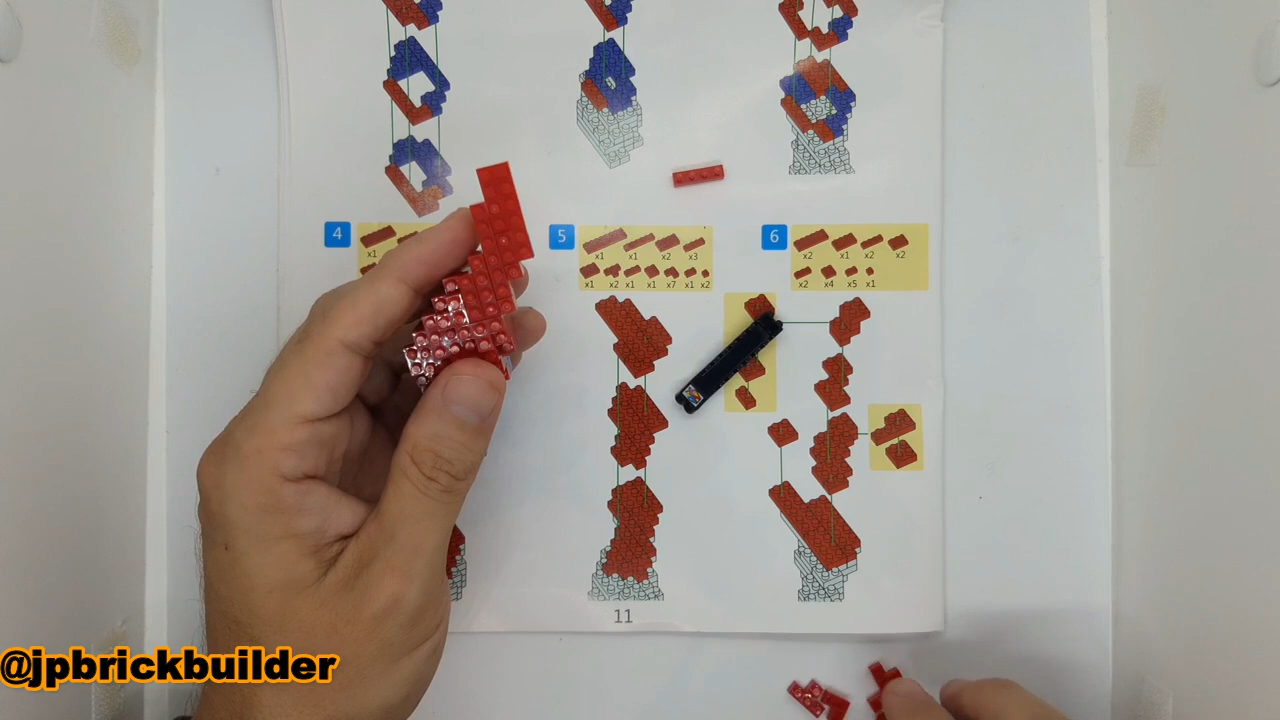 4 5 6
x1
x1 x1 x2 x3
x2 x1 x2 x2
x1 x2 x1 x1 x7 x1 x2
x2 x4 x5 x1
11
@jpbrickbuilder